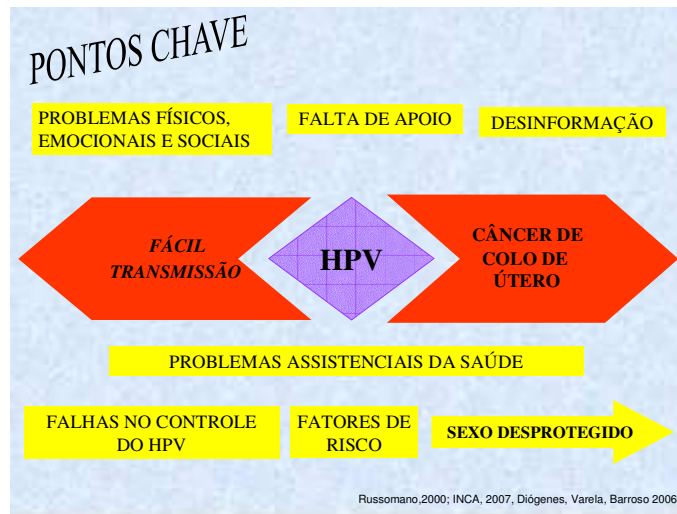 PONTOS CHAVE
PROBLEMAS FÍSICOS,
EMOCIONAIS E SOCIAIS
FALTA DE APOIO
DESINFORMAÇÃO
FÁCIL
TRANSMISSÃO
HPV
CÂNCER DE
COLO DE
ÚTERO
PROBLEMAS ASSISTENCIAIS DA SAÚDE
FALHAS NO CONTROLE
DO HPV
FATORES DE
RISCO
SEXO DESPROTEGIDO
Russomano,2000; INCA, 2007, Diógenes, Varela, Barroso 2006